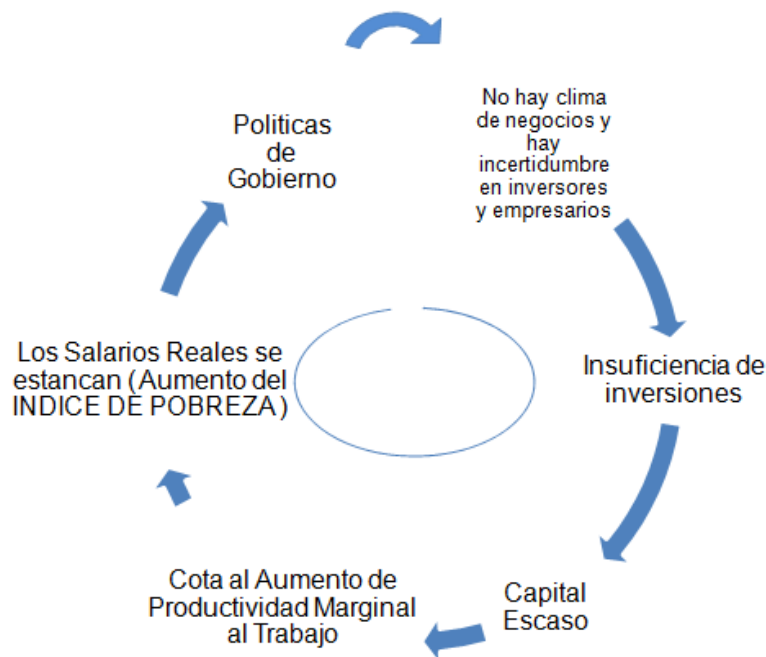 Politicas
de
Gobierno
No hay clima
de negocios y
hay
incertidumbre
en inversores
y empresarios
Insuficiencia de
inversiones
Capital
Escaso
Cota al Aumento de
Productividad Marginal
al Trabajo
Los Salarios Reales se
estancan (Aumento del
INDICE DE POBREZA)